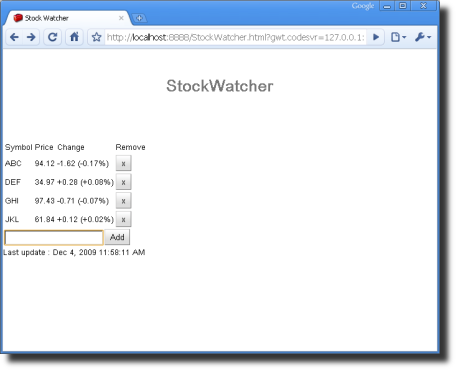 Google
Stock Watcher
http://localhost:8888/StockWatcher.html?gwt.codesvr=127.0.0.1:
StockWatcher
Symbol Price Change Remove
ABC 94.12 -1.62 (-0.17%) x
DEF 34.97 +0.28 (+0.08%) x
GHI 97.43 -0.71 (-0.07%) x
JKL 61.84 +0.12 (+0.02%) x
Add
Last update : Dec 4, 2009 11:58:11 AM